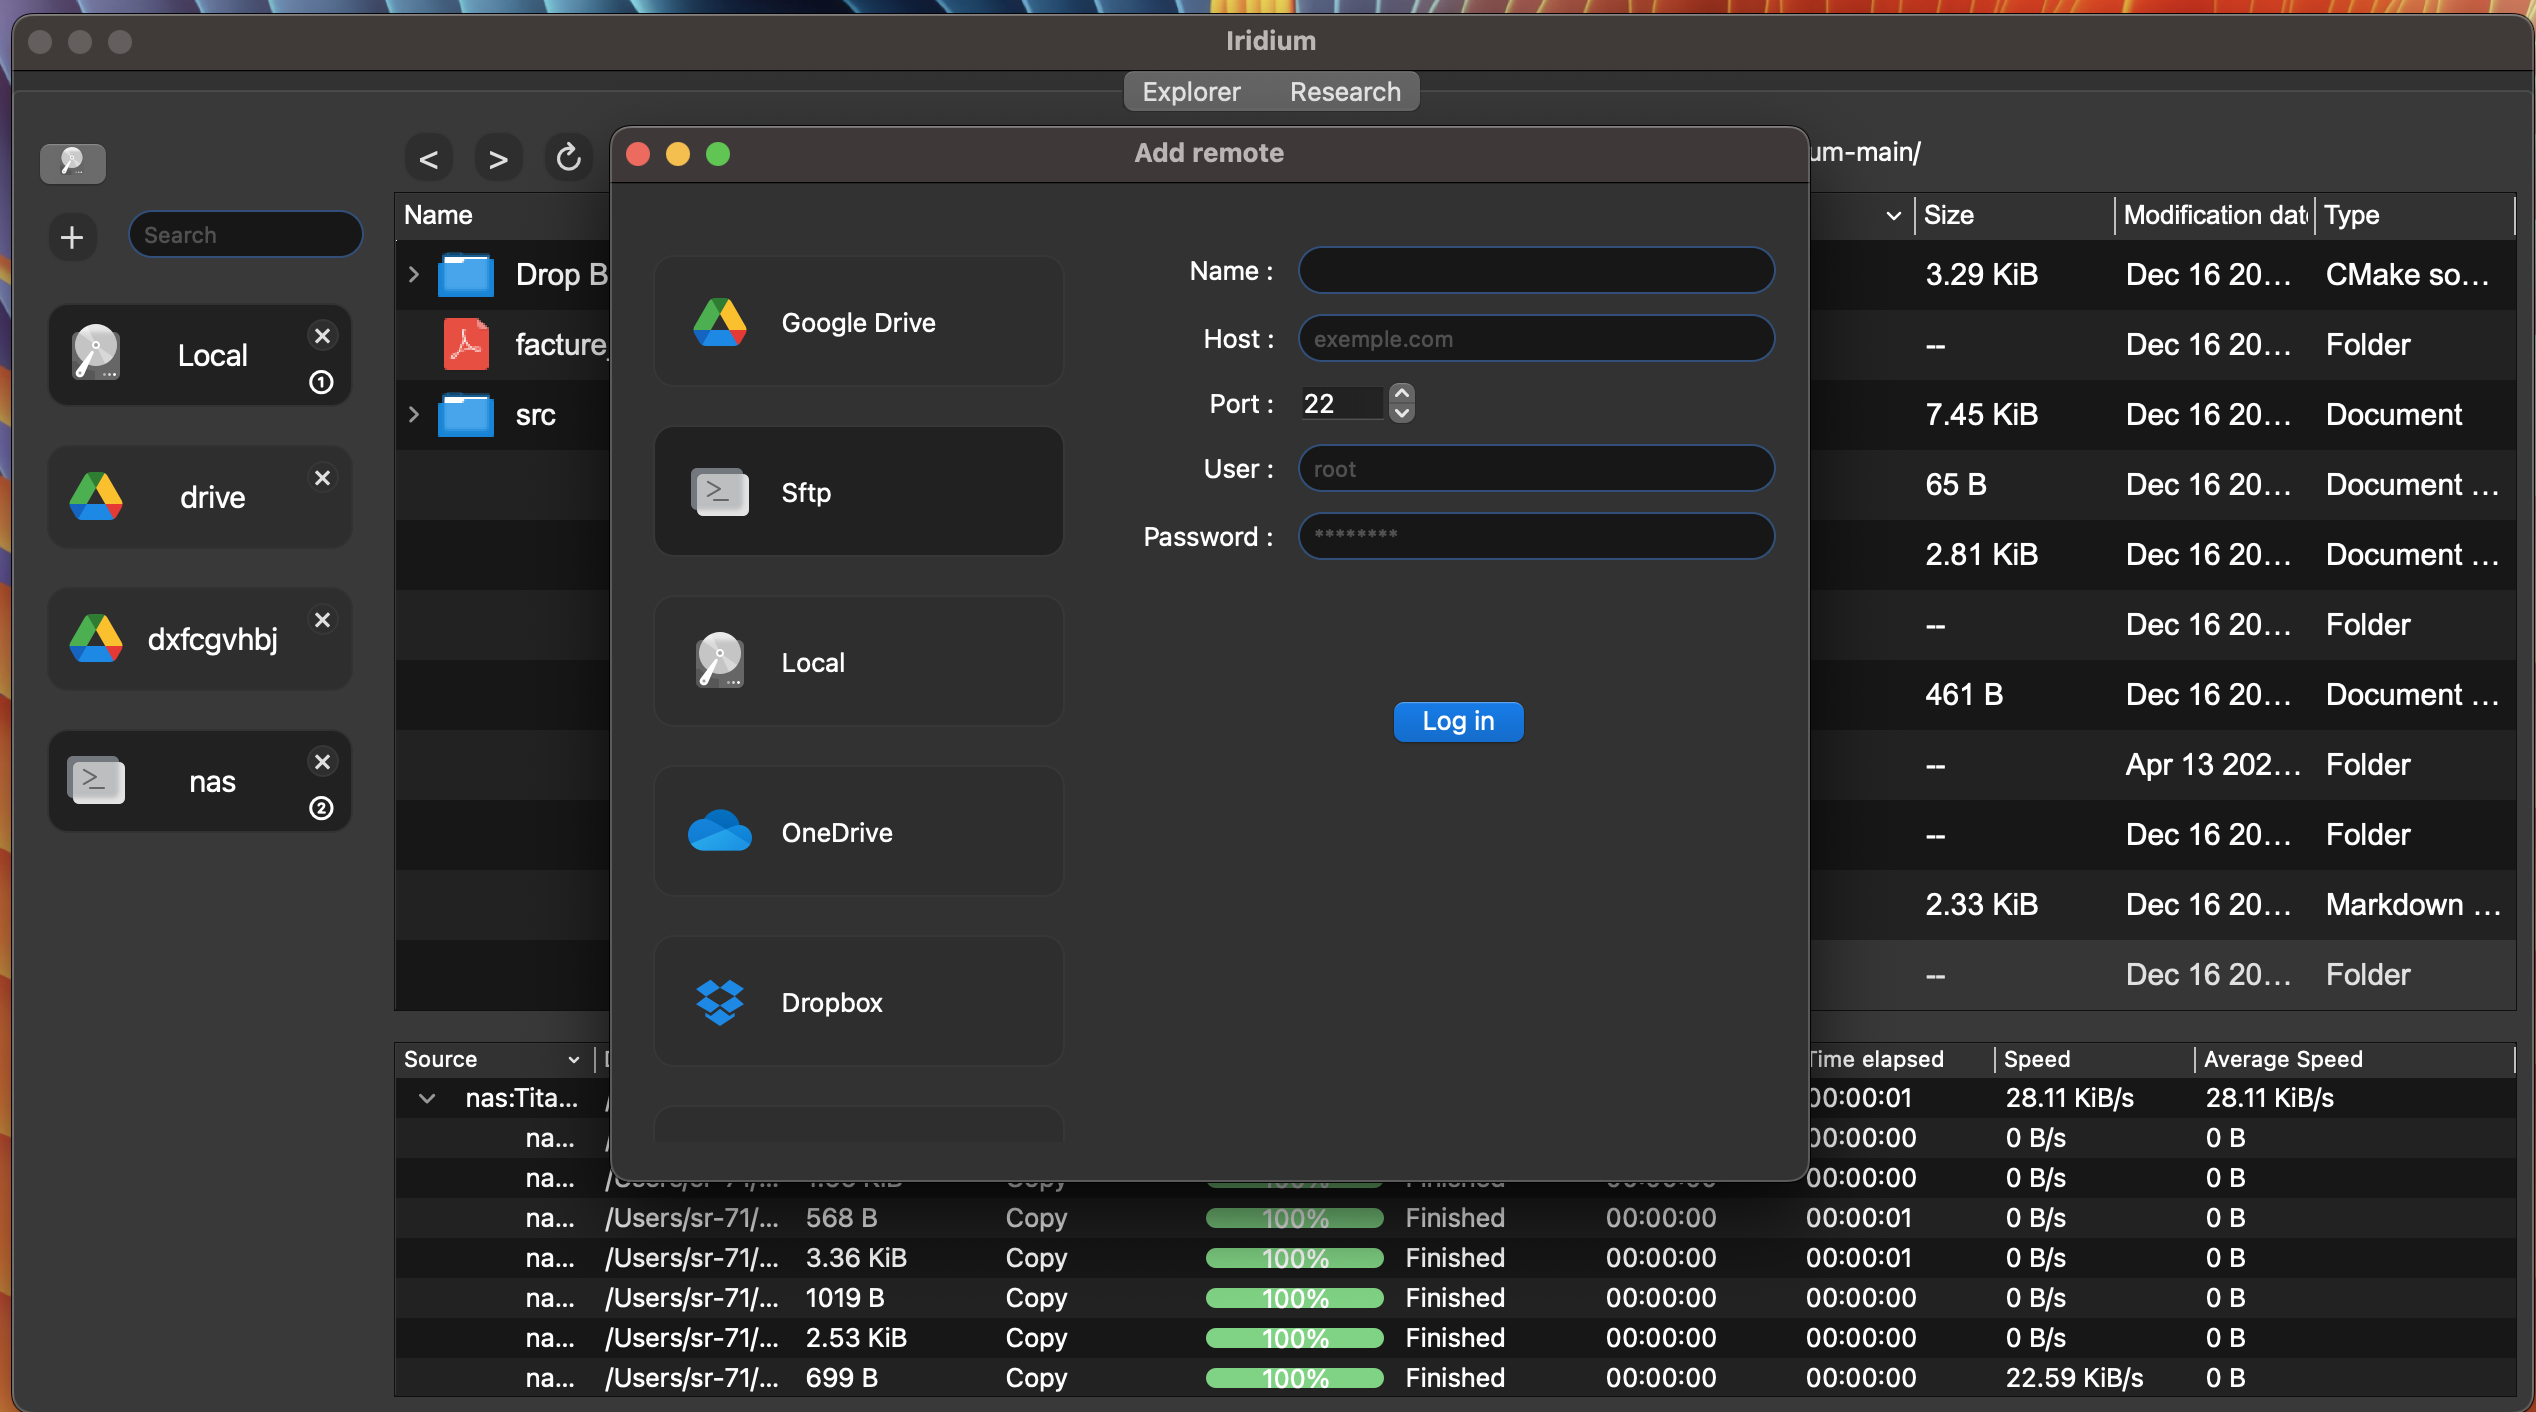 Iridium
Explorer Research
um-main/
Search
Local
1
drive
dxfcgvhbj
nas
2
Name
Drop B
facture_
src
Size Modification dat Type
3.29 KiB Dec 16 20... CMake so...
-- Dec 16 20... Folder
7.45 KiB Dec 16 20... Document
65 B Dec 16 20... Document ...
2.81 KiB Dec 16 20... Document ...
-- Dec 16 20... Folder
461 B Dec 16 20... Document ...
-- Apr 13 202... Folder
-- Dec 16 20... Folder
2.33 KiB Dec 16 20... Markdown ...
-- Dec 16 20... Folder
Add remote
Google Drive
Sftp
Local
OneDrive
Dropbox
Name :
Host : exemple.com
Port : 22
User : root
Password : ********
Log in
Source Time elapsed Speed Average Speed
nas:Tita... / 00:00:01 28.11 KiB/s 28.11 KiB/s
na... / 00:00:00 0 B/s 0 B
na... /Users/sr-71/... Copy 100% Finished 00:00:00 00:00:00 0 B/s 0 B
na... /Users/sr-71/... 568 B Copy 100% Finished 00:00:00 00:00:01 0 B/s 0 B
na... /Users/sr-71/... 3.36 KiB Copy 100% Finished 00:00:00 00:00:01 0 B/s 0 B
na... /Users/sr-71/... 1019 B Copy 100% Finished 00:00:00 00:00:00 0 B/s 0 B
na... /Users/sr-71/... 2.53 KiB Copy 100% Finished 00:00:00 00:00:00 0 B/s 0 B
na... /Users/sr-71/... 699 B Copy 100% Finished 00:00:00 00:00:00 22.59 KiB/s 0 B